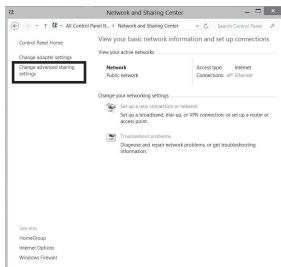 Network and Sharing Center
« All Control Panel It... ▸ Network and Sharing Center
Search Control Panel
Control Panel Home
Change adapter settings
Change advanced sharing
settings
View your basic network information and set up connections
View your active networks
Network
Public network
Access type: Internet
Connections: Ethernet
Change your networking settings
Set up a new connection or network
Set up a broadband, dial-up, or VPN connection; or set up a router or
access point.
Troubleshoot problems
Diagnose and repair network problems, or get troubleshooting
information.
See also
HomeGroup
Internet Options
Windows Firewall